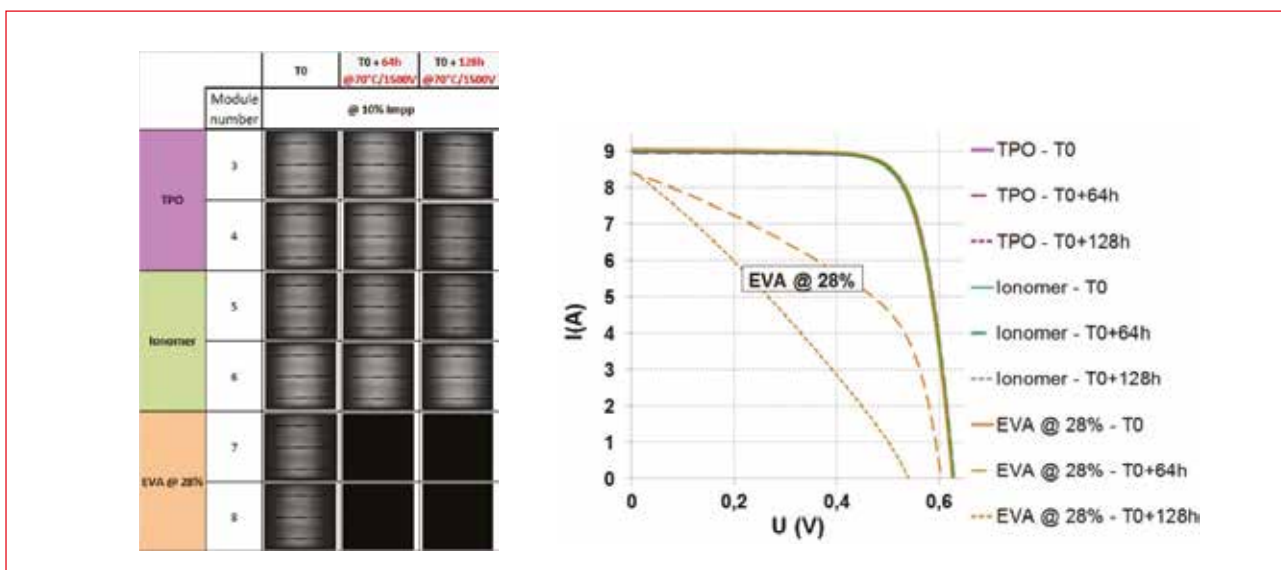 T0
T0 + 64h
@70°C/1500V
T0 + 128h
@70°C/1500V
Module
number
@ 10% Impp
TPO
3
4
Ionomer
5
6
EVA @ 28%
7
8
I(A)
9
8
7
6
5
4
3
2
1
0
EVA @ 28%
0
0,2
0,4
0,6
U (V)
TPO - T0
TPO - T0+64h
TPO - T0+128h
Ionomer - T0
Ionomer - T0+64h
Ionomer - T0+128h
EVA @ 28% - T0
EVA @ 28% - T0+64h
EVA @ 28% - T0+128h